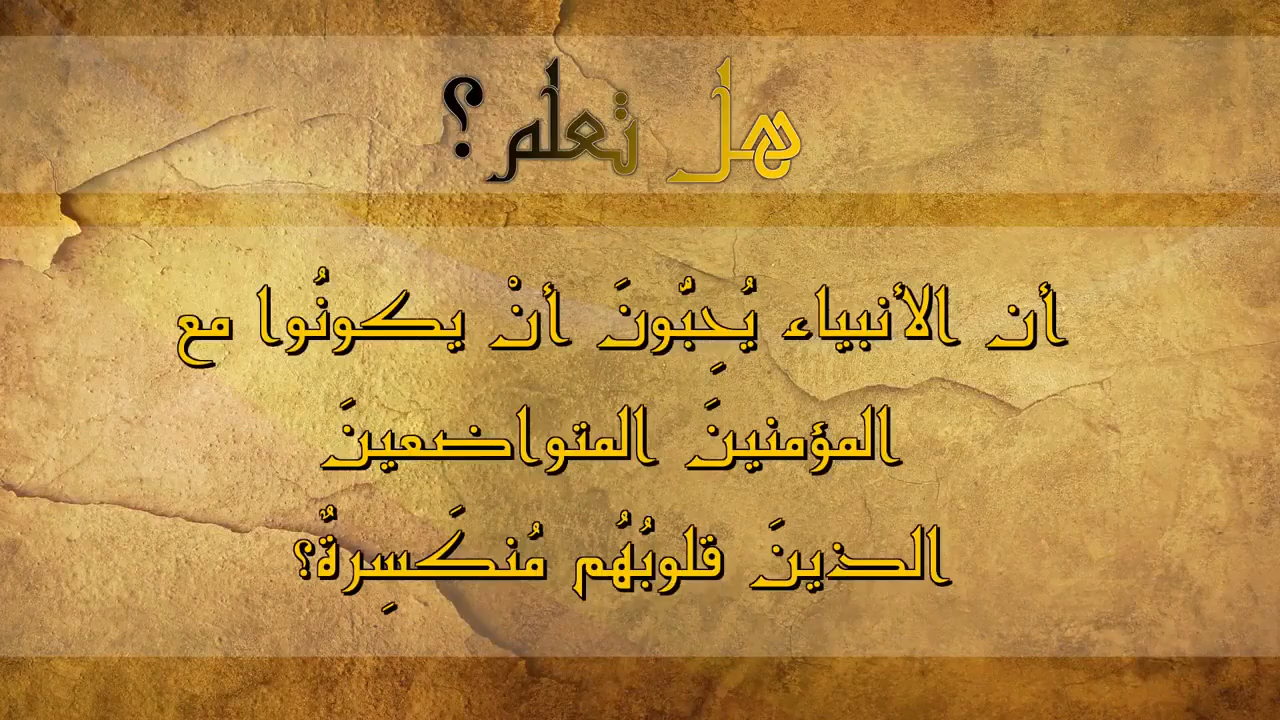 هل تعلم؟
أن الأنبياء يُحِبُّونَ أنْ يكونُوا مع
المؤمنينَ المتواضعينَ
الذينَ قلوبُهُم مُنكَسِرةٌ؟